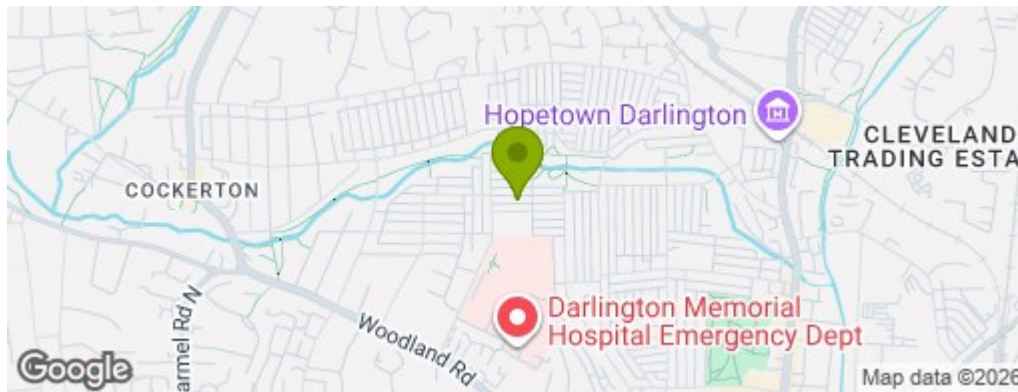 Hopetown Darlington
CLEVELAND
TRADING ESTA
COCKERTON
armel Rd N
Woodland Rd
Darlington Memorial
Hospital Emergency Dept
Google
Map data ©2026